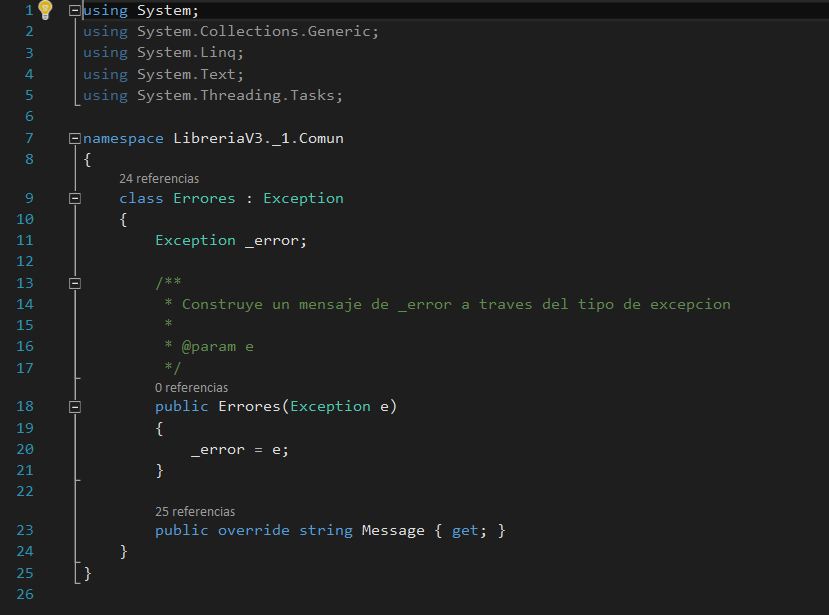 1 using System;
2 using System.Collections.Generic;
3 using System.Linq;
4 using System.Text;
5 using System.Threading.Tasks;
6
7 namespace LibreriaV3._1.Comun
8 {
24 referencias
9 class Errores : Exception
10 {
11 Exception _error;
12
13 /**
14 * Construye un mensaje de _error a traves del tipo de excepcion
15 *
16 * @param e
17 */
0 referencias
18 public Errores(Exception e)
19 {
20 _error = e;
21 }
22
25 referencias
23 public override string Message { get; }
24 }
25 }
26